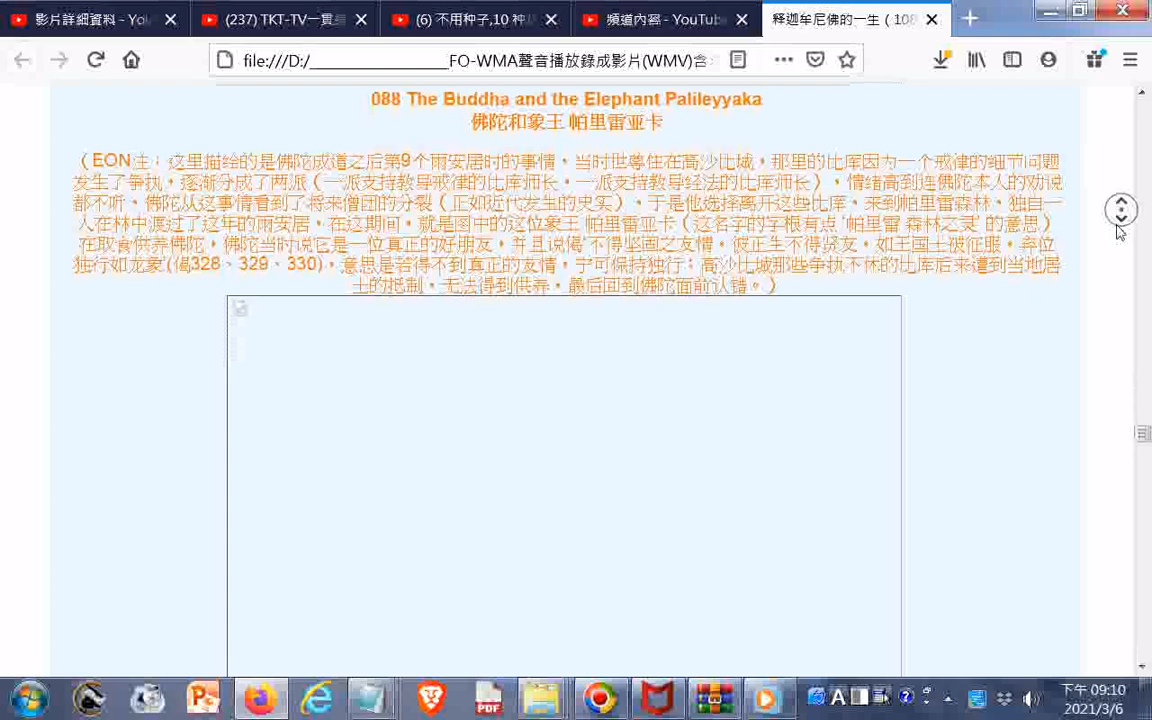 影片詳細資料 - Yo
(237) TKT-TV一貫
(6) 不用种子,10 种
頻道內容 - YouTub
释迦牟尼佛的一生（108
file:///D:/____________________FO-WMA聲音播放錄成影片(WMV)含
088 The Buddha and the Elephant Palileyyaka
佛陀和象王 帕里雷亚卡
（EON注：这里描绘的是佛陀成道之后第9个雨安居时的事情，当时世尊住在高沙比城，那里的比库因为一个戒律的细节问题
发生了争执，逐渐分成了两派（一派支持教导戒律的比库师长，一派支持教导经法的比库师长），情绪高到连佛陀本人的劝说
都不听、佛陀从这事情看到了将来僧团的分裂（正如近代发生的史实）、于是他选择离开这些比库、来到帕里雷森林、独自一
人在林中渡过了这年的雨安居，在这期间，就是图中的这位象王 帕里雷亚卡（这名字的字根有点 '帕里雷 森林之灵' 的意思）
在取食供养佛陀，佛陀当时说它是一位真正的好朋友，并且说偈'不得坚固之友情，彼正生不得贤友，如王国土被征服，弃位
独行如龙象'(偈328、329、330)，意思是若得不到真正的友情，宁可保持独行；高沙比城那些争执不休的比库后来遭到当地居
士的抵制，无法得到供养，最后回到佛陀面前认错。）
PDF
A
下午 09:10
2021/3/6